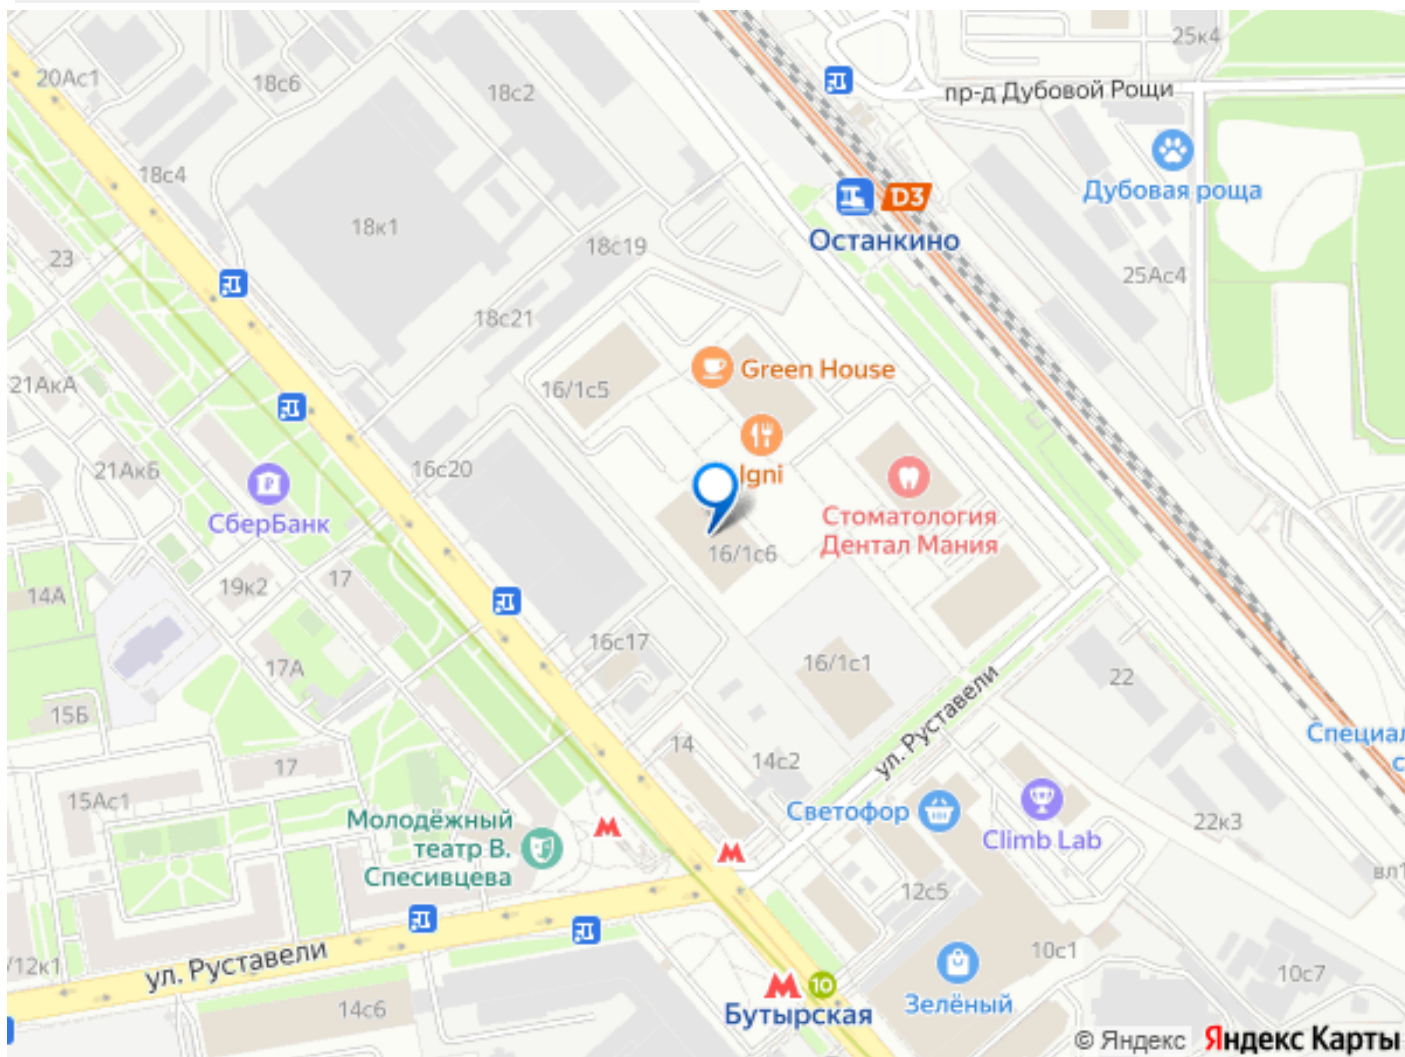 25к4
20Ас1
18с6
18с2
пр-д Дубовой Рощи
18с4
Дубовая роща
D3
18к1
Останкино
18с19
23
25Ас4
18с21
Green House
21АкА
16/1с5
21Ак6
16с20
Igni
СберБанк
Стоматология
Дентал Мания
16/1с6
19к2
17
14А
16с17
17А
16/1с1
22
15Б
ул. Руставели
14
14с2
Специал
с
17
15Ас1
Молодёжный
театр В.
Спесивцева
Светофор
Climb Lab
22к3
вл1
12с5
10с1
/12к1
ул. Руставели
10с7
10
Зелёный
14с6
Бутырская
© Яндекс Яндекс Карты